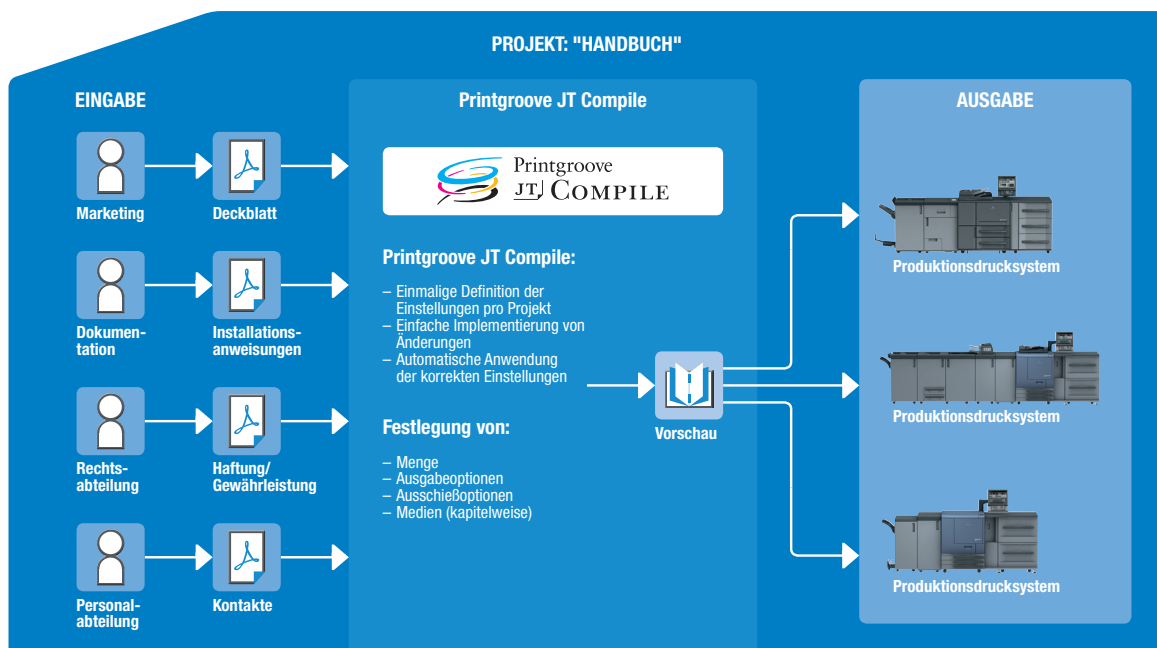 PROJEKT: "HANDBUCH"
EINGABE
Marketing
Deckblatt
Dokumen-
tation
Installations-
anweisungen
Rechts-
abteilung
Haftung/
Gewährleistung
Personal-
abteilung
Kontakte
Printgroove JT Compile
Printgroove
JT COMPILE
Printgroove JT Compile:
– Einmalige Definition der
Einstellungen pro Projekt
– Einfache Implementierung von
Änderungen
– Automatische Anwendung
der korrekten Einstellungen
Festlegung von:
– Menge
– Ausgabeoptionen
– Ausschießoptionen
– Medien (kapitelweise)
Vorschau
AUSGABE
Produktionsdrucksystem
Produktionsdrucksystem
Produktionsdrucksystem